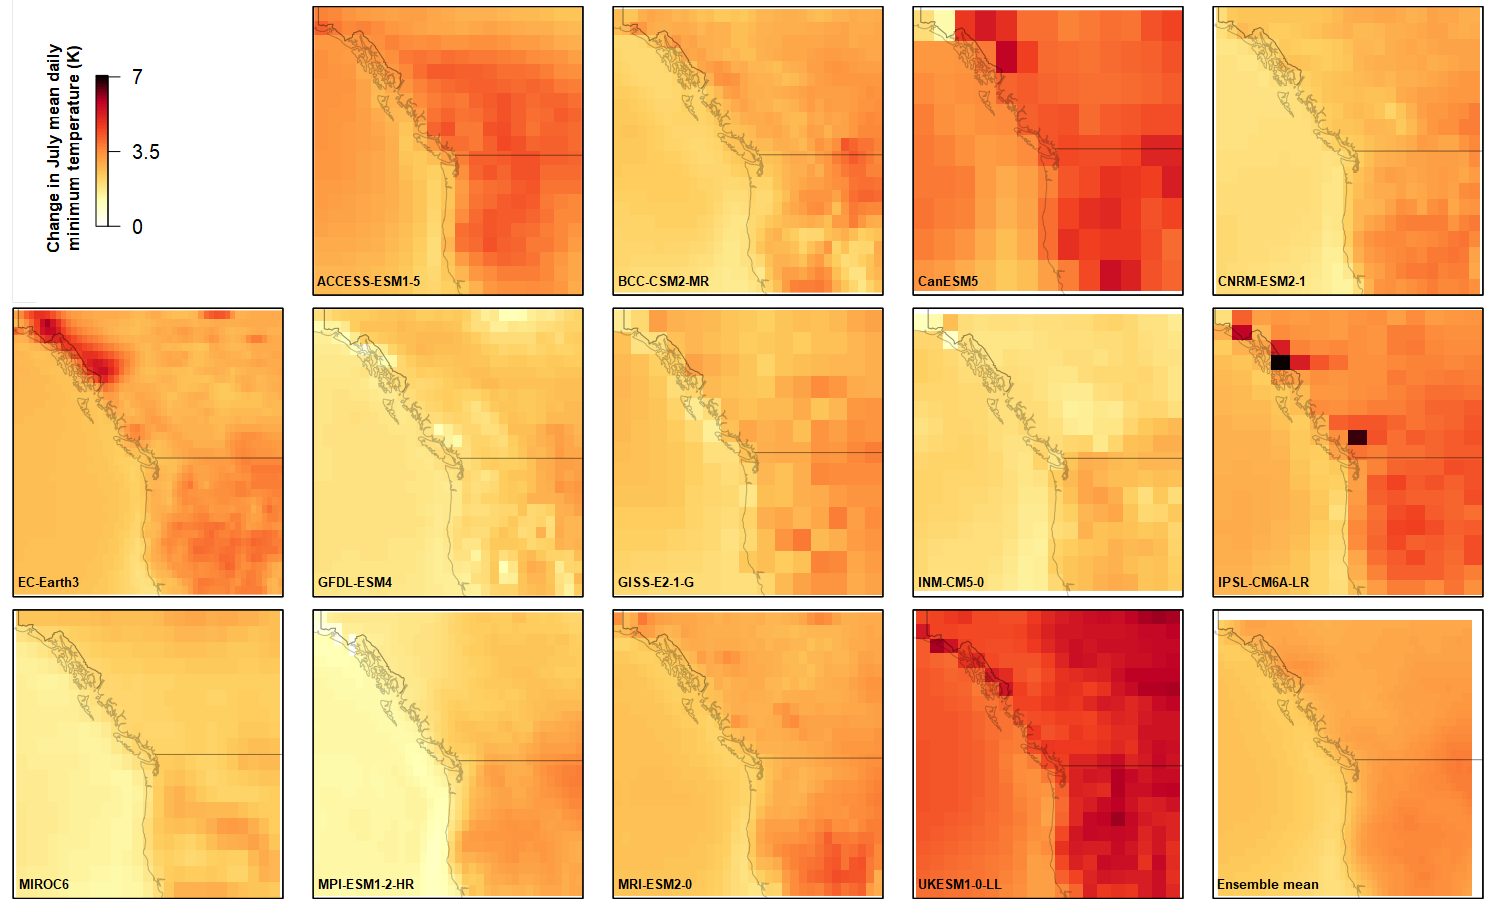 Change in July mean daily
minimum temperature (K)
7
3.5
0
ACCESS-ESM1-5
BCC-CSM2-MR
CanESM5
CNRM-ESM2-1
EC-Earth3
GFDL-ESM4
GISS-E2-1-G
INM-CM5-0
IPSL-CM6A-LR
MIROC6
MPI-ESM1-2-HR
MRI-ESM2-0
UKESM1-0-LL
Ensemble mean